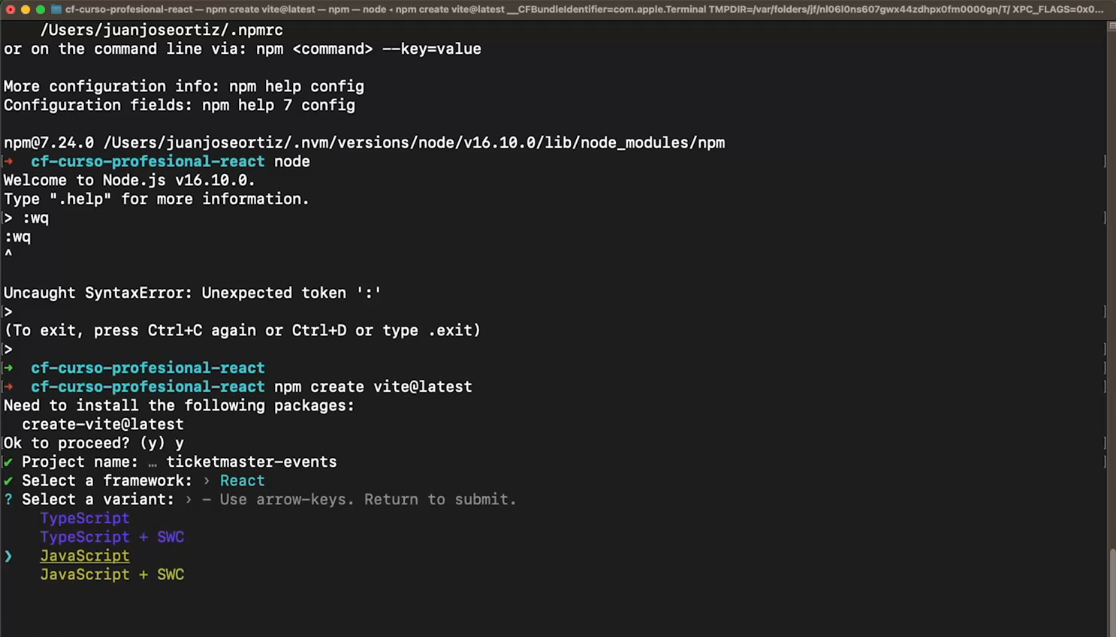 cf-curso-profesional-react — npm create vite@latest — npm — node • npm create vite@latest __CFBundleIdentifier=com.apple.Terminal TMPDIR=/var/folders/jf/nl06l0ns607gwx44zdhpx0fm0000gn/T/ XPC_FLAGS=0x0...
/Users/juanjoseortiz/.npmrc
or on the command line via: npm <command> --key=value
More configuration info: npm help config
Configuration fields: npm help 7 config
npm@7.24.0 /Users/juanjoseortiz/.nvm/versions/node/v16.10.0/lib/node_modules/npm
➜ cf-curso-profesional-react node
Welcome to Node.js v16.10.0.
Type ".help" for more information.
> :wq
:wq
^
Uncaught SyntaxError: Unexpected token ':'
>
(To exit, press Ctrl+C again or Ctrl+D or type .exit)
>
➜ cf-curso-profesional-react
➜ cf-curso-profesional-react npm create vite@latest
Need to install the following packages:
create-vite@latest
Ok to proceed? (y) y
✔ Project name: … ticketmaster-events
✔ Select a framework: › React
? Select a variant: › - Use arrow-keys. Return to submit.
TypeScript
TypeScript + SWC
❯ JavaScript
JavaScript + SWC